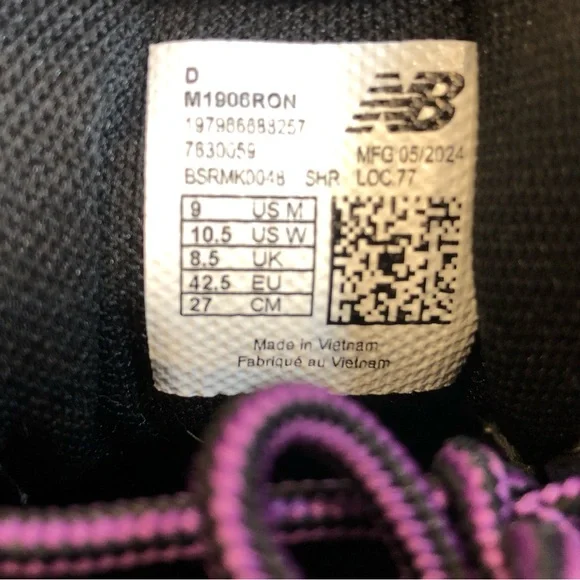 D
M1906RON
197966688257
7630059
MFG 05/2024
BSRMK0048 SHR LOC.77
9 US M
10.5 US W
8.5 UK
42.5 EU
27 CM
Made in Vietnam
Fabriqué au Vietnam
NB